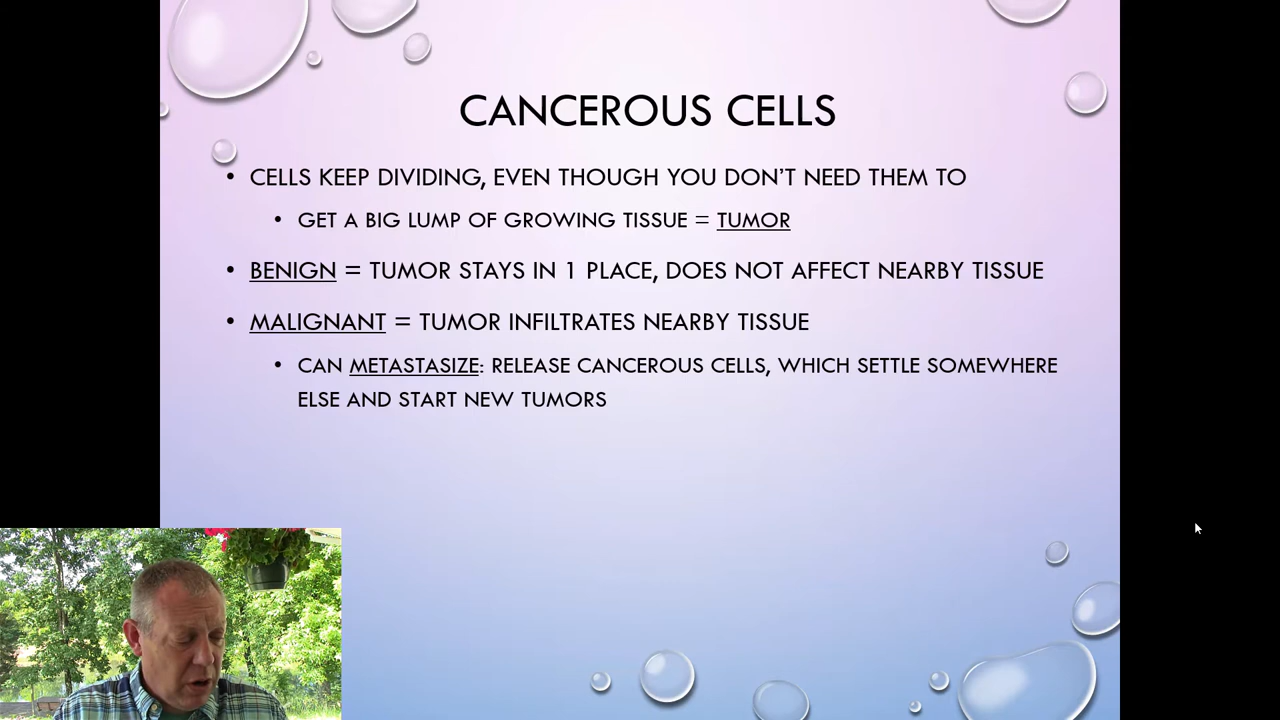 CANCEROUS CELLS
• CELLS KEEP DIVIDING, EVEN THOUGH YOU DON'T NEED THEM TO
• GET A BIG LUMP OF GROWING TISSUE = TUMOR
• BENIGN = TUMOR STAYS IN 1 PLACE, DOES NOT AFFECT NEARBY TISSUE
• MALIGNANT = TUMOR INFILTRATES NEARBY TISSUE
• CAN METASTASIZE: RELEASE CANCEROUS CELLS, WHICH SETTLE SOMEWHERE
ELSE AND START NEW TUMORS